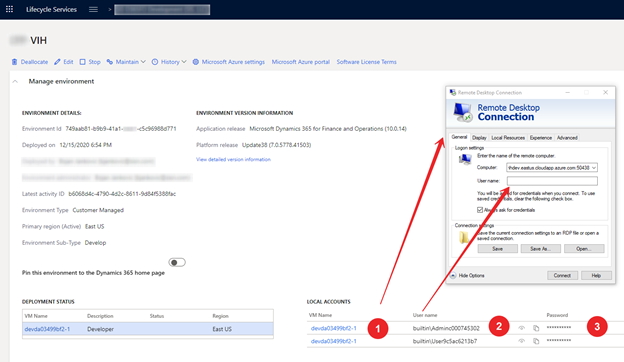 Lifecycle Services
VIH
Deallocate Edit Stop Maintain History Microsoft Azure settings Microsoft Azure portal Software License Terms
Manage environment
ENVIRONMENT DETAILS:
Environment Id 749aab81-b9b9-41a1- -c5c96988d771
Deployed on 12/15/2020 6:54 PM
Latest activity ID b6068d4c-4790-4d2c-8611-9d84f5388fac
Environment Type Customer Managed
Primary region (Active) East US
Environment Sub-Type Develop
Pin this environment to the Dynamics 365 home page
ENVIRONMENT VERSION INFORMATION
Application release Microsoft Dynamics 365 for Finance and Operations (10.0.14)
Platform release Update38 (7.0.5778.41503)
View detailed version information
Remote Desktop Connection
Remote Desktop
Connection
General Display Local Resources Experience Advanced
Logon settings
Enter the name of the remote computer.
Computer: eastus.cloudapp.azure.com:50438
User name:
You will be for credentials when you connect. To use
saved credentials, clear the following check box.
Always ask for credentials
Connection settings
Save the current connection settings to an RDP file or open a
saved connection.
Save Save As... Open...
Hide Options Connect Help
DEPLOYMENT STATUS
VM Name Description Status Region
devda03499bf2-1 Developer East US
LOCAL ACCOUNTS
VM Name User name Password
devda03499bf2-1 builtin\Adminc000745302 **********
devda03499bf2-1 builtin\User9c5ac6213b7 **********
1
2
3